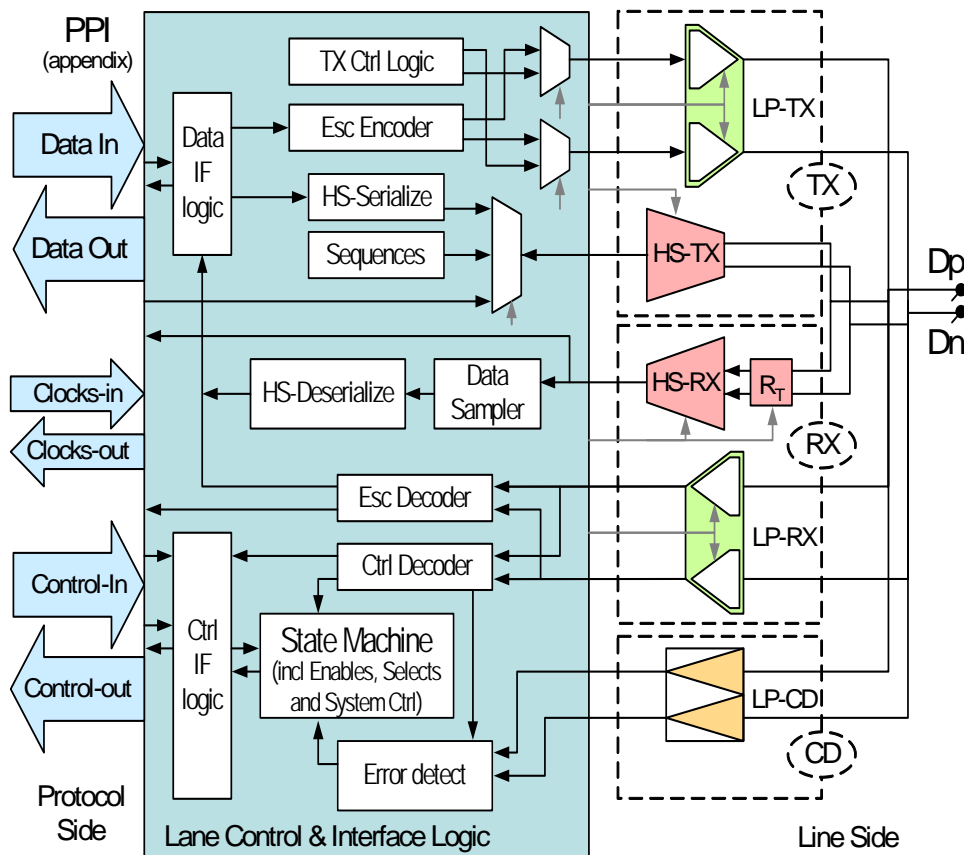 PPI
(appendix)
Data In
Data Out
Clocks-in
Clocks-out
Control-In
Control-out
Protocol
Side
TX Ctrl Logic
Esc Encoder
Data
IF
logic
HS-Serialize
Sequences
HS-Deserialize
Data
Sampler
Esc Decoder
Ctrl Decoder
Ctrl
IF
logic
State Machine
(incl Enables, Selects
and System Ctrl)
Error detect
Lane Control & Interface Logic
LP-TX
TX
HS-TX
HS-RX
RT
RX
LP-RX
LP-CD
CD
Dp
Dn
Line Side